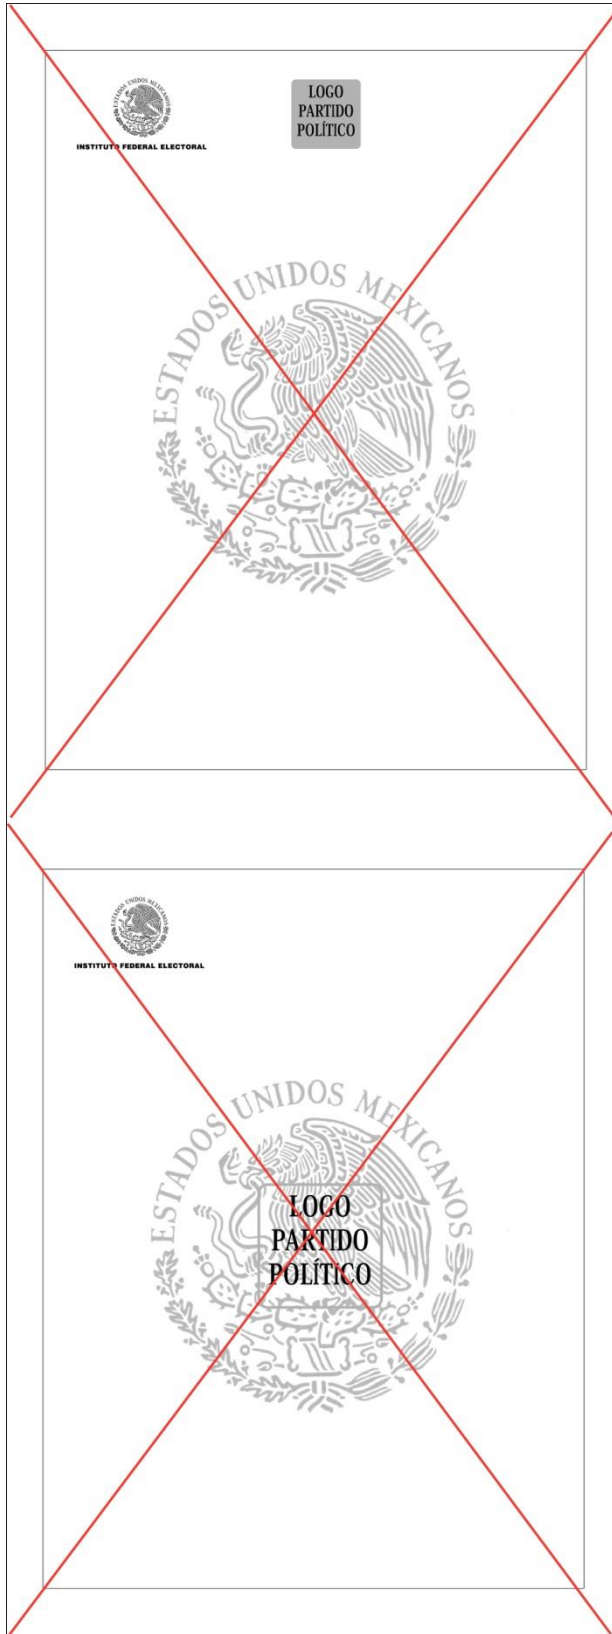 ESTADOS UNIDOS MEXICANOS
INSTITUTO FEDERAL ELECTORAL
LOGO
PARTIDO
POLÍTICO
ESTADOS UNIDOS MEXICANOS
ESTADOS UNIDOS MEXICANOS
INSTITUTO FEDERAL ELECTORAL
ESTADOS UNIDOS MEXICANOS
LOGO
PARTIDO
POLÍTICO